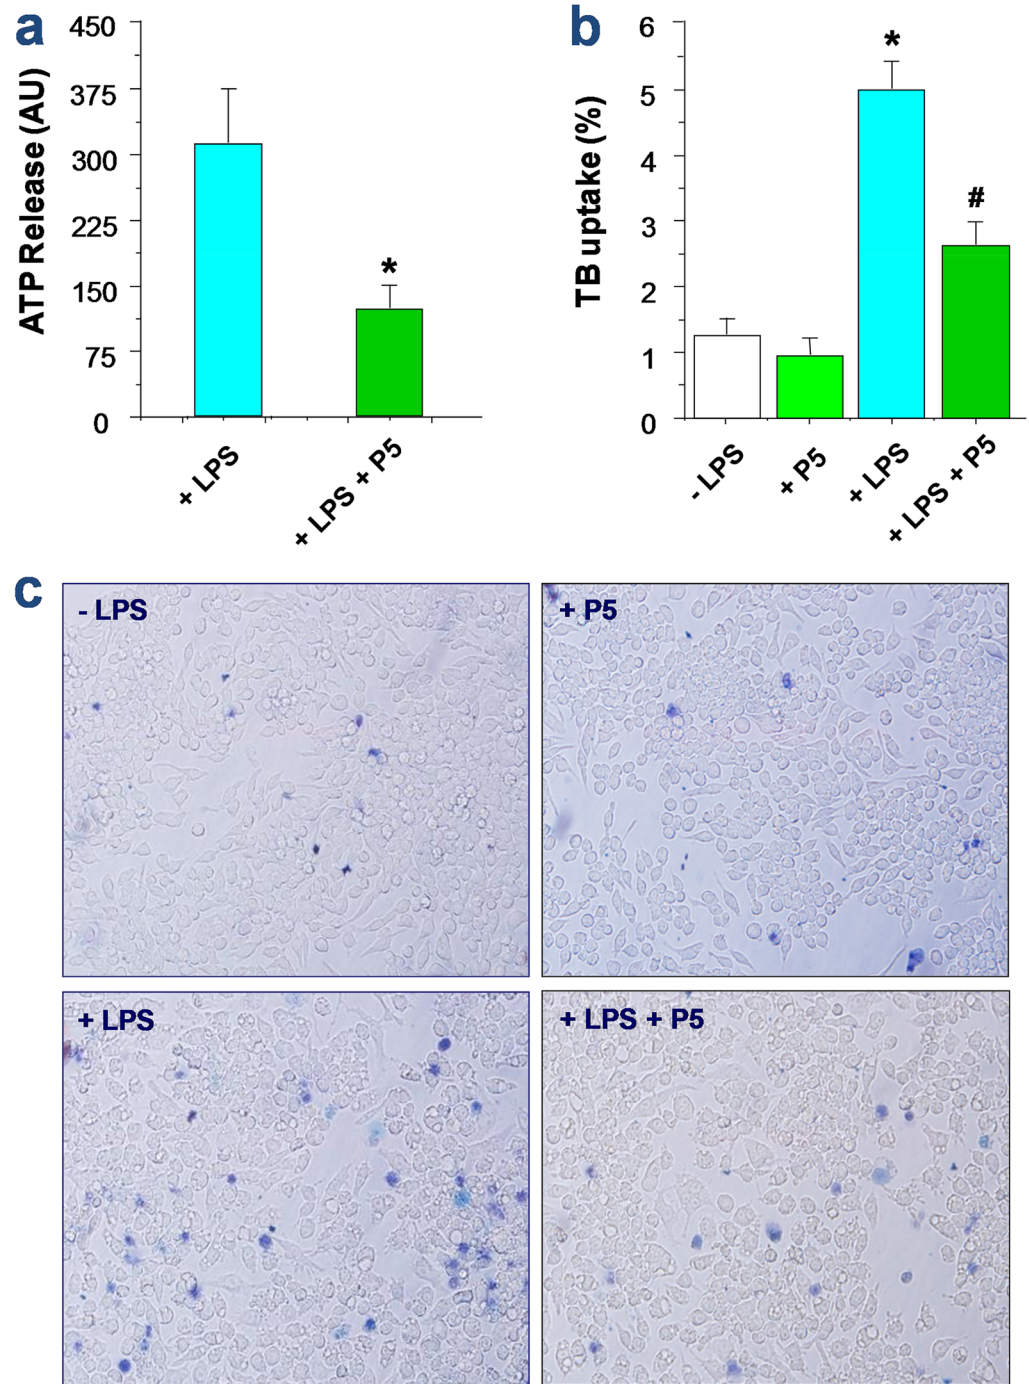 a
ATP Release (AU)
450
375
300
225
150
75
0
*
+ LPS
+ LPS + P5
b
TB uptake (%)
6
5
4
3
2
1
0
*
#
- LPS
+ P5
+ LPS
+ LPS + P5
c
- LPS
+ P5
+ LPS
+ LPS + P5